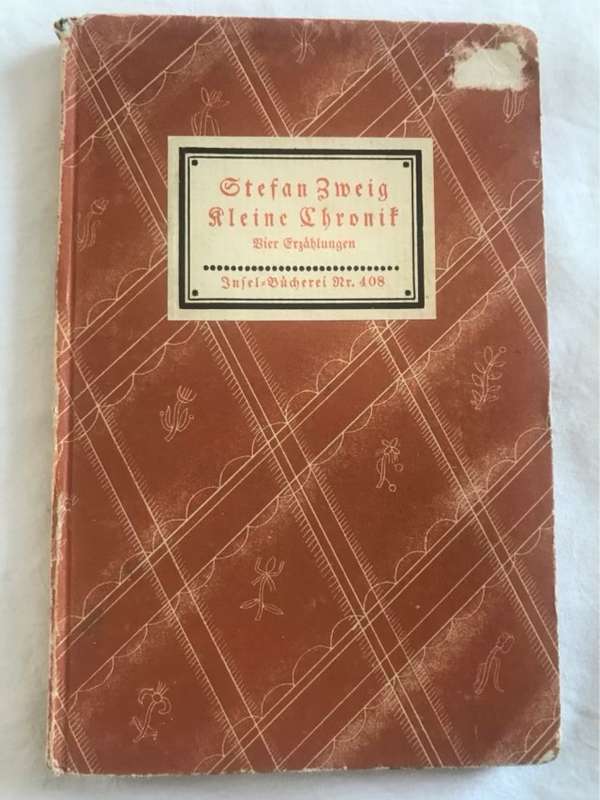 Stefan Zweig
Kleine Chronik
Vier Erzählungen
Insel-Bücherei Nr. 408